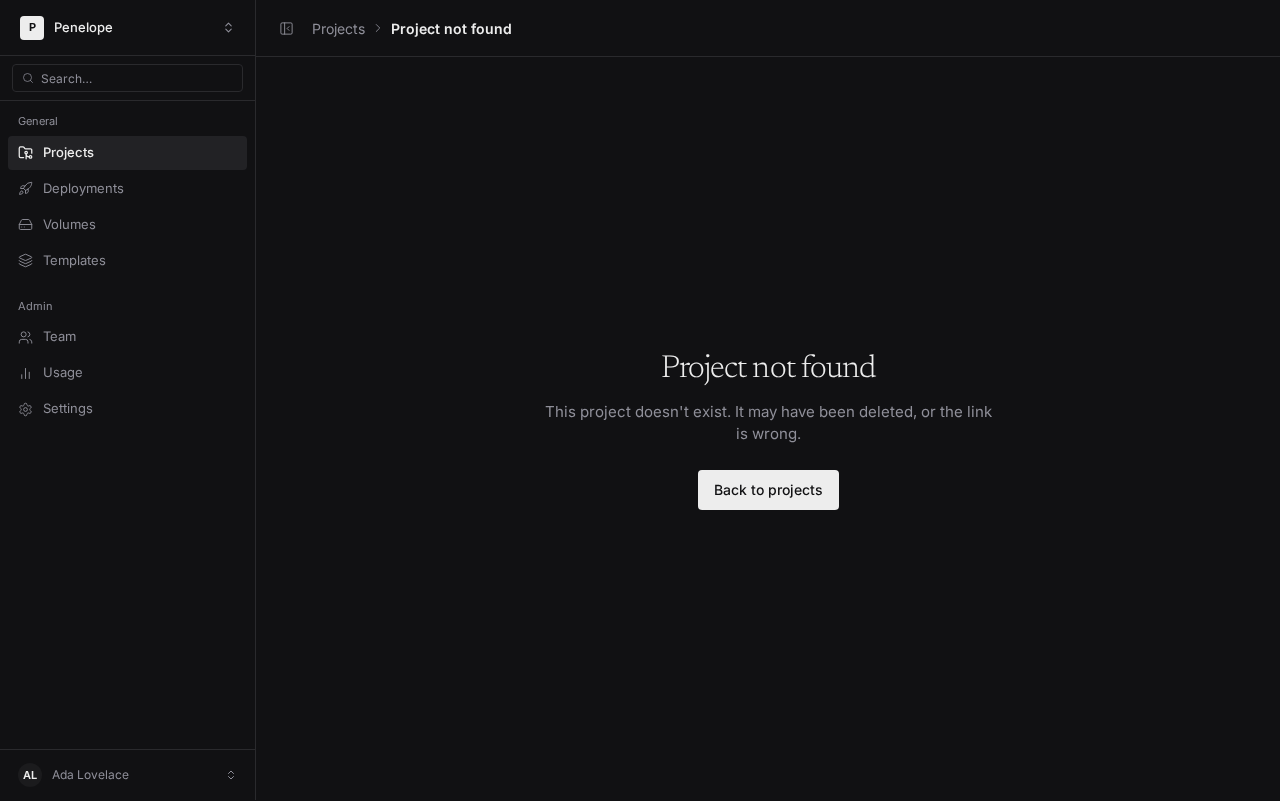 P
Penelope
Search...
General
Projects
Deployments
Volumes
Templates
Admin
Team
Usage
Settings
AL
Ada Lovelace
Projects
Project not found
Project not found
This project doesn't exist. It may have been deleted, or the link
is wrong.
Back to projects